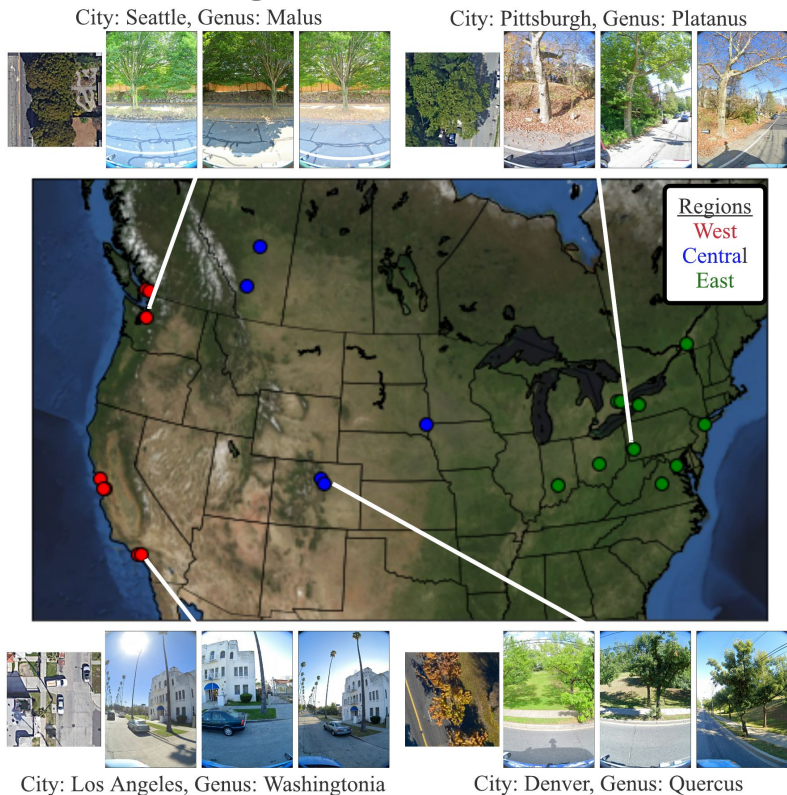 City: Seattle, Genus: Malus
City: Pittsburgh, Genus: Platanus
Regions
West
Central
East
City: Los Angeles, Genus: Washingtonia
City: Denver, Genus: Quercus